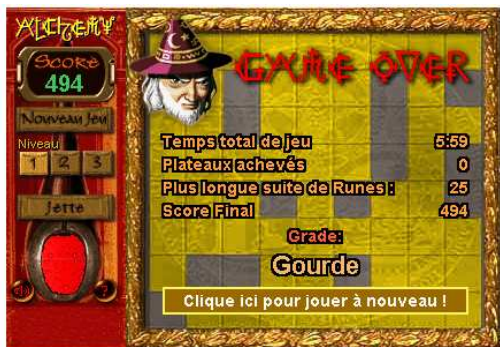 ALCHEMY
Score
494
Nouveau Jeu
Niveau
1 2 3
Jette
GAME OVER
Temps total de jeu 5:59
Plateaux achevés 0
Plus longue suite de Runes : 25
Score Final 494
Grade:
Gourde
Clique ici pour jouer à nouveau !